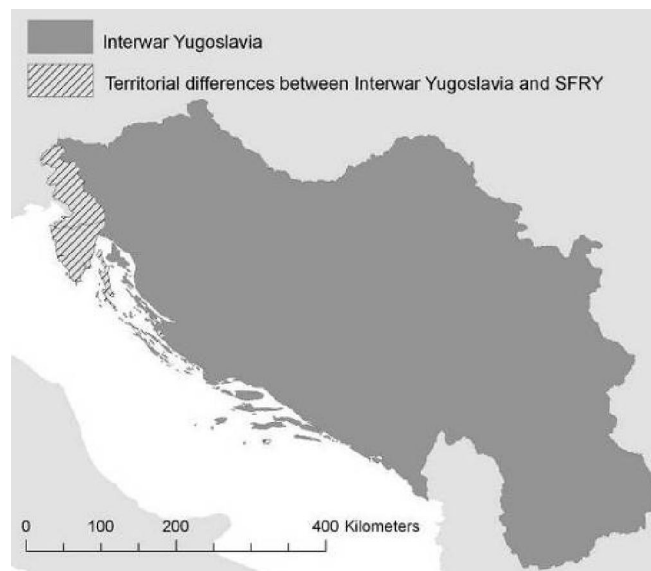 Interwar Yugoslavia
Territorial differences between Interwar Yugoslavia and SFRY
0 100 200 400 Kilometers